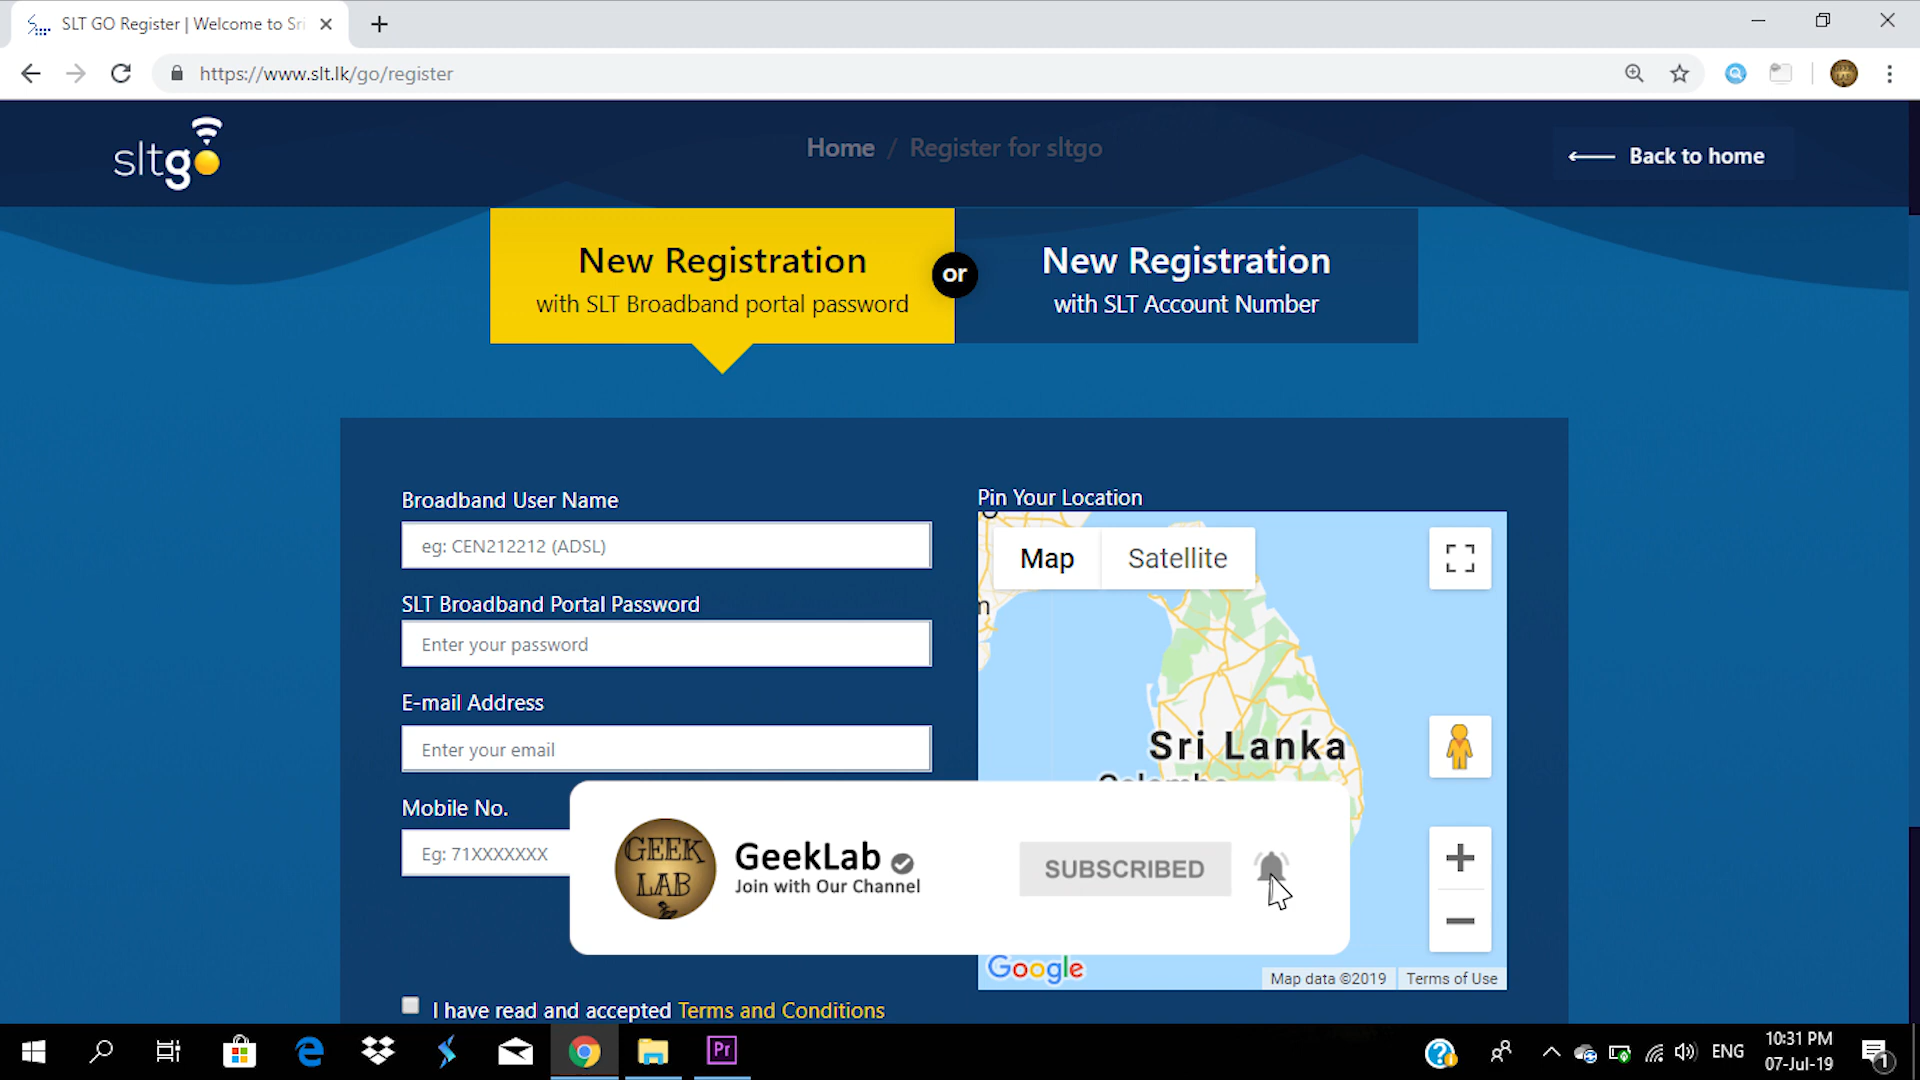 SLT GO Register | Welcome to Sri
https://www.slt.lk/go/register
sltgo
Home / Register for sltgo
Back to home
New Registration
with SLT Broadband portal password
or
New Registration
with SLT Account Number
Broadband User Name
eg: CEN212212 (ADSL)
SLT Broadband Portal Password
Enter your password
E-mail Address
Enter your email
Mobile No.
Eg: 71XXXXXXX
Pin Your Location
Map
Satellite
Sri Lanka
Colombo
GEEK
LAB
GeekLab
Join with Our Channel
SUBSCRIBED
Google
Map data ©2019
Terms of Use
I have read and accepted Terms and Conditions
Pr
ENG
10:31 PM
07-Jul-19
1